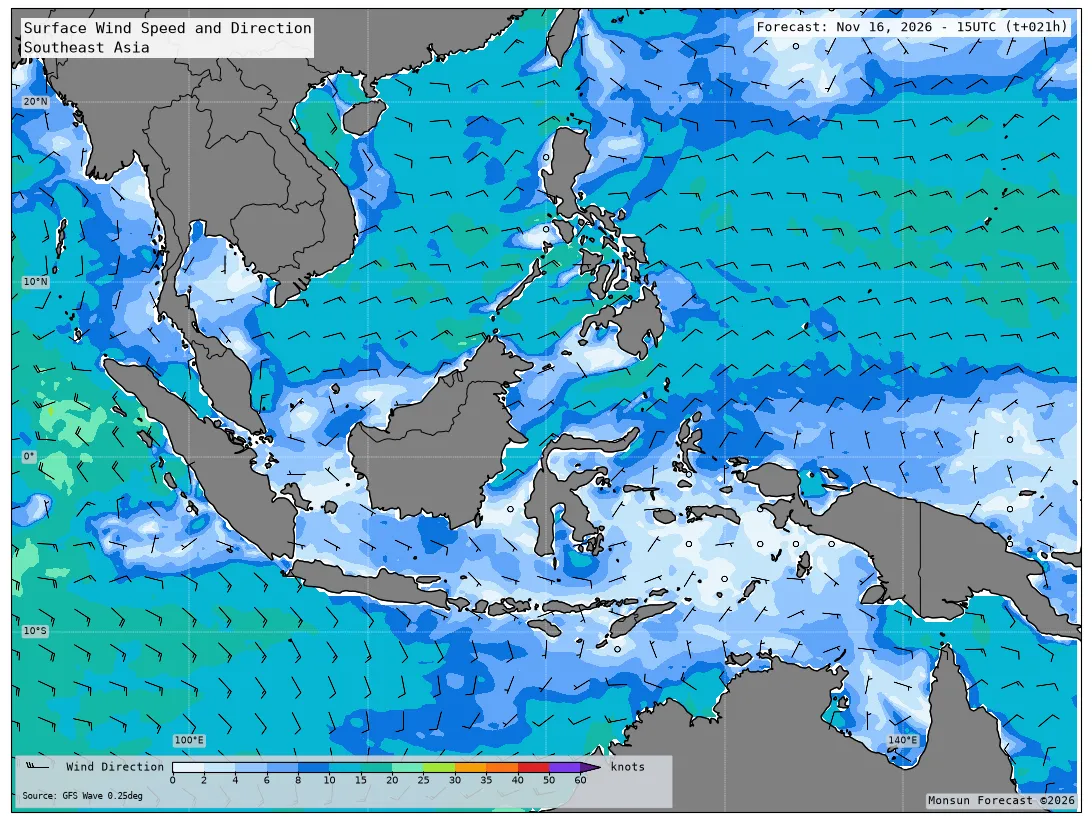 Surface Wind Speed and Direction
Southeast Asia
Forecast: Nov 16, 2026 - 15UTC (t+021h)
20°N
10°N
0°
10°S
100°E
140°E
Wind Direction
0 2 4 6 8 10 15 20 25 30 35 40 50 60
knots
Source: GFS Wave 0.25deg
Monsun Forecast ©2026